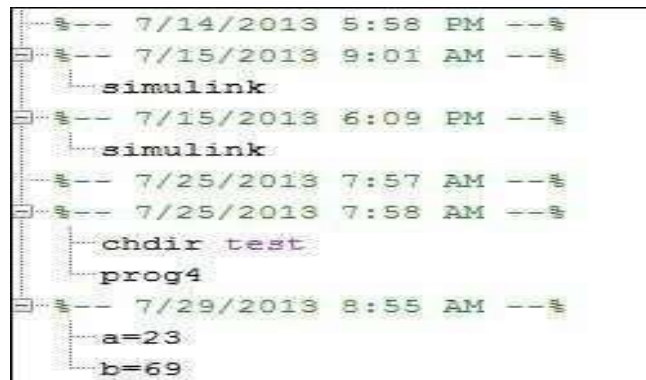 %-- 7/14/2013 5:58 PM --%
%-- 7/15/2013 9:01 AM --%
simulink
%-- 7/15/2013 6:09 PM --%
simulink
%-- 7/25/2013 7:57 AM --%
%-- 7/25/2013 7:58 AM --%
chdir test
prog4
%-- 7/29/2013 8:55 AM --%
a=23
b=69